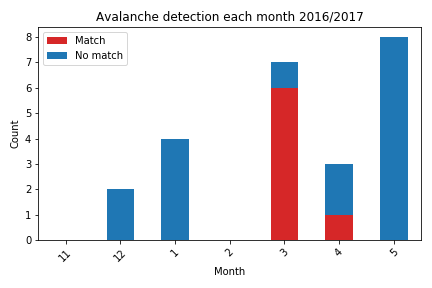 Avalanche detection each month 2016/2017
Match
No match
8
7
6
5
4
3
2
1
0
Count
11 12 1 2 3 4 5
Month